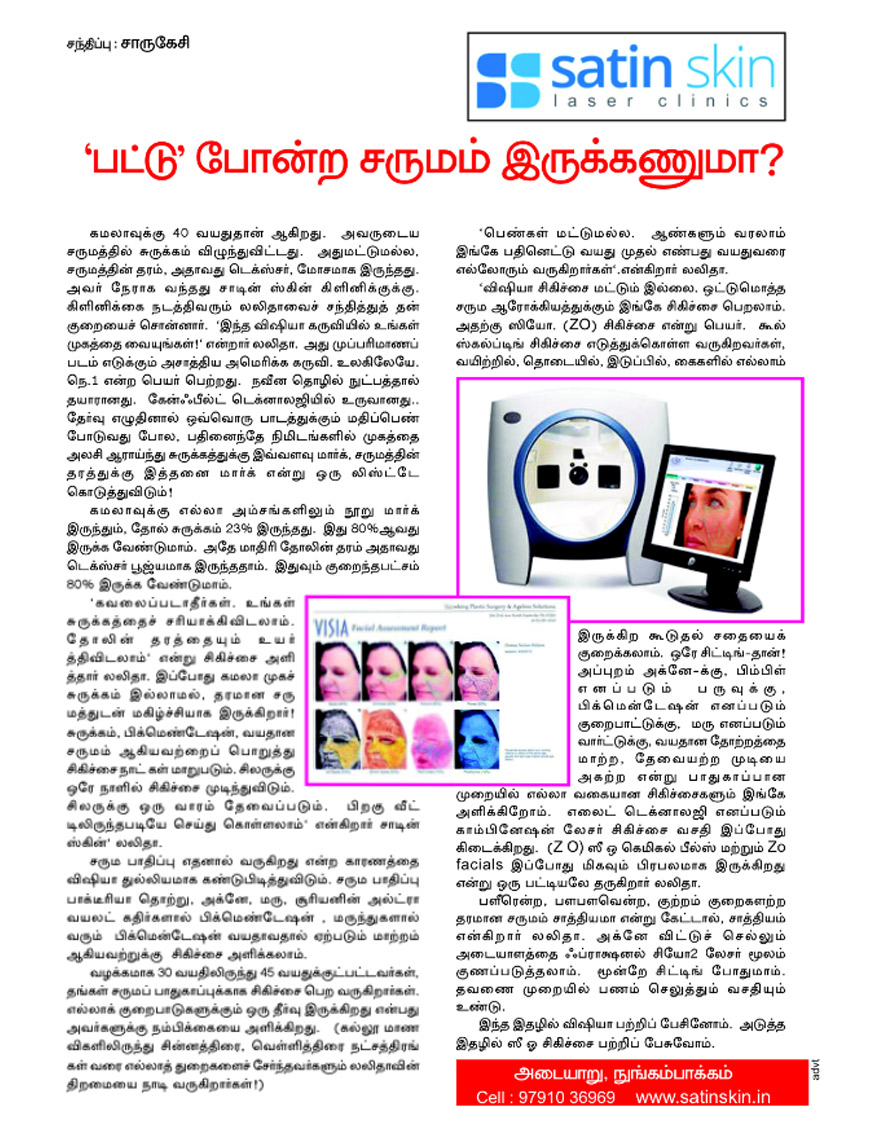 சந்திப்பு : சாருகேசி
satin skin
laser clinics
‘பட்டு’ போன்ற சருமம் இருக்கணுமா?
கமலாவுக்கு 40 வயதுதான் ஆகிறது. அவருடைய
சருமத்தில் சுருக்கம் விழுந்துவிட்டது. அதுமட்டுமல்ல,
சருமத்தின் தரம், அதாவது டெக்ஸ்சர், மோசமாக இருந்தது.
அவர் நேராக வந்தது சாடின் ஸ்கின் கிளினிக்குக்கு.
கிளினிக்கை நடத்திவரும் லலிதாவைச் சந்தித்துத் தன்
குறையைச் சொன்னார். ‘இந்த விஷியா கருவியில் உங்கள்
முகத்தை வையுங்கள்!’ என்றார் லலிதா. அது முப்பரிமாணப்
படம் எடுக்கும் அசாத்திய அமெரிக்க கருவி. உலகிலேயே.
நெ.1 என்ற பெயர் பெற்றது. நவீன தொழில் நுட்பத்தால்
தயாரானது. கேன்ஃபீல்ட் டெக்னாலஜியில் உருவானது..
தேர்வு எழுதினால் ஒவ்வொரு பாடத்துக்கும் மதிப்பெண்
போடுவது போல, பதினைந்தே நிமிடங்களில் முகத்தை
அலசி ஆராய்ந்து சுருக்கத்துக்கு இவ்வளவு மார்க், சருமத்தின்
தரத்துக்கு இத்தனை மார்க் என்று ஒரு லிஸ்ட்டே
கொடுத்துவிடும்!
கமலாவுக்கு எல்லா அம்சங்களிலும் நூறு மார்க்
இருந்தும், தோல் சுருக்கம் 23% இருந்தது. இது 80%ஆவது
இருக்க வேண்டுமாம். அதே மாதிரி தோலின் தரம் அதாவது
டெக்ஸ்சர் பூஜ்யமாக இருந்ததாம். இதுவும் குறைந்தபட்சம்
80% இருக்க வேண்டுமாம்.
‘கவலைப்படாதீர்கள். உங்கள்
சுருக்கத்தைச் சரியாக்கிவிடலாம்.
தோலின் தரத்தையும் உயர்
த்திவிடலாம்’ என்று சிகிச்சை அளி
த்தார் லலிதா. இப்போது கமலா முகச்
சுருக்கம் இல்லாமல், தரமான சரு
மத்துடன் மகிழ்ச்சியாக இருக்கிறார்!
சுருக்கம், பிக்மெண்டேஷன், வயதான
சருமம் ஆகியவற்றைப் பொறுத்து
சிகிச்சை நாட் கள் மாறுபடும். சிலருக்கு
ஒரே நாளில் சிகிச்சை முடிந்துவிடும்.
சிலருக்கு ஒரு வாரம் தேவைப்படும். பிறகு வீட்
டிலிருந்தபடியே செய்து கொள்ளலாம்’ என்கிறார் சாடின்
ஸ்கின்’ லலிதா.
சரும பாதிப்பு எதனால் வருகிறது என்ற காரணத்தை
விஷியா துல்லியமாக கண்டுபிடித்துவிடும். சரும பாதிப்பு
பாக்டீரியா தொற்று, அக்னே, மரு, சூரியனின் அல்ட்ரா
வயலட் கதிர்களால் பிக்மெண்டேஷன் , மருந்துகளால்
வரும் பிக்மெண்டேஷன் வயதாவதால் ஏற்படும் மாற்றம்
ஆகியவற்றுக்கு சிகிச்சை அளிக்கலாம்.
வழக்கமாக 30 வயதிலிருந்து 45 வயதுக்குட்பட்டவர்கள்,
தங்கள் சருமப் பாதுகாப்புக்காக சிகிச்சை பெற வருகிறார்கள்.
எல்லாக் குறைபாடுகளுக்கும் ஒரு தீர்வு இருக்கிறது என்பது
அவர்களுக்கு நம்பிக்கையை அளிக்கிறது. (கல்லூ மாண
விகளிலிருந்து சின்னத்திரை, வெள்ளித்திரை நட்சத்திரங்
கள் வரை எல்லாத் துறைகளைச் சேர்ந்தவர்களும் லலிதாவின்
திறமையை நாடி வருகிறார்கள்!)
‘பெண்கள் மட்டுமல்ல. ஆண்களும் வரலாம்
இங்கே பதினெட்டு வயது முதல் எண்பது வயதுவரை
எல்லோரும் வருகிறார்கள்‘.என்கிறார் லலிதா.
‘விஷியா சிகிச்சை மட்டும் இல்லை. ஒட்டுமொத்த
சரும ஆரோக்கியத்துக்கும் இங்கே சிகிச்சை பெறலாம்.
அதற்கு ஸியோ. (ZO) சிகிச்சை என்று பெயர். கூல்
ஸ்கல்ப்டிங் சிகிச்சை எடுத்துக்கொள்ள வருகிறவர்கள்,
வயிற்றில், தொடையில், இடுப்பில், கைகளில் எல்லாம்
VISIA Facial Assessment Report
இருக்கிற கூடுதல் சதையைக்
குறைக்கலாம். ஒரே சிட்டிங்-தான்!
அப்புறம் அக்னே-க்கு, பிம்பிள்
எனப்படும் பருவுக்கு,
பிக்மென்டேஷன் எனப்படும்
குறைபாட்டுக்கு, மரு எனப்படும்
வார்ட்டுக்கு, வயதான தோற்றத்தை
மாற்ற, தேவையற்ற முடியை
அகற்ற என்று பாதுகாப்பான
முறையில் எல்லா வகையான சிகிச்சைகளும் இங்கே
அளிக்கிறோம். எலைட் டெக்னாலஜி எனப்படும்
காம்பினேஷன் லேசர் சிகிச்சை வசதி இப்போது
கிடைக்கிறது. (Z O) ஸீ ஒ கெமிகல் பீல்ஸ் மற்றும் Zo
facials இப்போது மிகவும் பிரபலமாக இருக்கிறது
என்று ஒரு பட்டியலே தருகிறார் லலிதா.
பளீரென்ற, பளபளவென்ற, குற்றம் குறைகளற்ற
தரமான சருமம் சாத்தியமா என்று கேட்டால், சாத்தியம்
என்கிறார் லலிதா. அக்னே விட்டுச் செல்லும்
அடையாளத்தை ஃப்ராக்ஷனல் சியோ2 லேசர் மூலம்
குணப்படுத்தலாம். மூன்றே சிட்டிங் போதுமாம்.
தவணை முறையில் பணம் செலுத்தும் வசதியும்
உண்டு.
இந்த இதழில் விஷியா பற்றிப் பேசினோம். அடுத்த
இதழில் ஸீ ஓ சிகிச்சை பற்றிப் பேசுவோம்.
அடையாறு, நுங்கம்பாக்கம்
Cell : 97910 36969 www.satinskin.in
advt